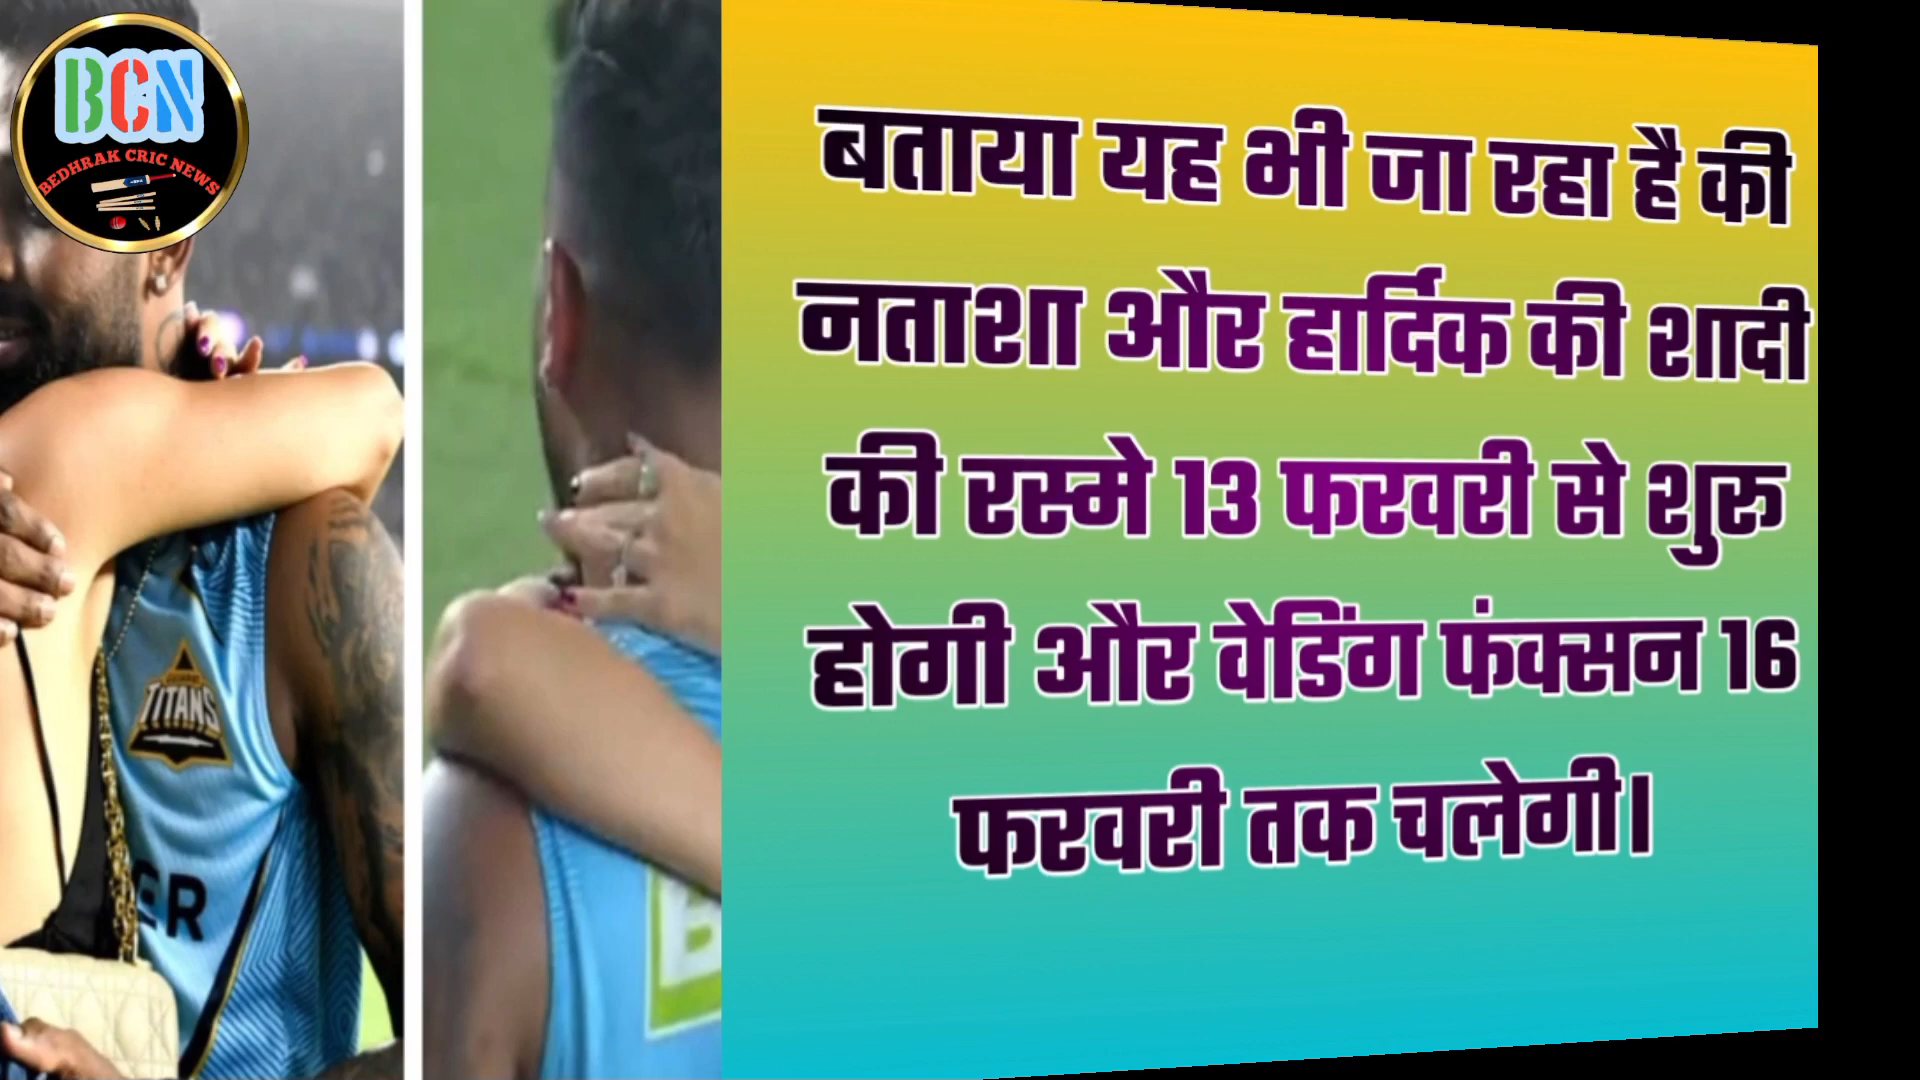 BCN
BEDHRAK CRIC NEWS
TITANS
ER
बताया यह भी जा रहा है की
नताशा और हार्दिक की शादी
की रस्मे 13 फरवरी से शुरु
होगी और वेडिंग फंक्सन 16
फरवरी तक चलेगी।